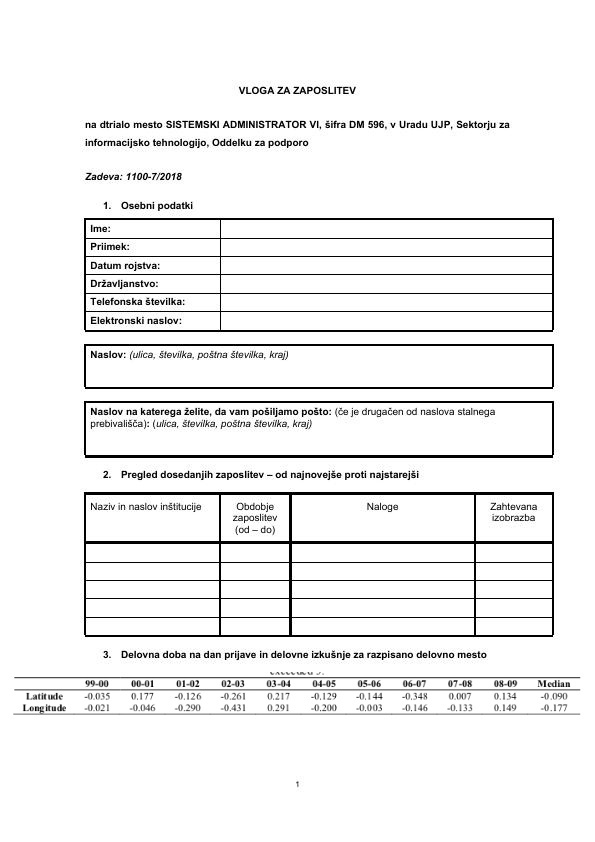 VLOGA ZA ZAPOSLITEV
na dtrialo mesto SISTEMSKI ADMINISTRATOR VI, šifra DM 596, v Uradu UJP, Sektorju za
informacijsko tehnologijo, Oddelku za podporo
Zadeva: 1100-7/2018
1. Osebni podatki
Ime:
Priimek:
Datum rojstva:
Državljanstvo:
Telefonska številka:
Elektronski naslov:
Naslov: (ulica, številka, poštna številka, kraj)
Naslov na katerega želite, da vam pošiljamo pošto: (če je drugačen od naslova stalnega
prebivališča): (ulica, številka, poštna številka, kraj)
2. Pregled dosedanjih zaposlitev – od najnovejše proti najstarejši
Naziv in naslov inštitucije
Obdobje
zaposlitev
(od – do)
Naloge
Zahtevana
izobrazba
3. Delovna doba na dan prijave in delovne izkušnje za razpisano delovno mesto
99-00 00-01 01-02 02-03 03-04 04-05 05-06 06-07 07-08 08-09 Median
Latitude -0.035 0.177 -0.126 -0.261 0.217 -0.129 -0.144 -0.348 0.007 0.134 -0.090
Longitude -0.021 -0.046 -0.290 -0.431 0.291 -0.200 -0.003 -0.146 -0.133 0.149 -0.177
1